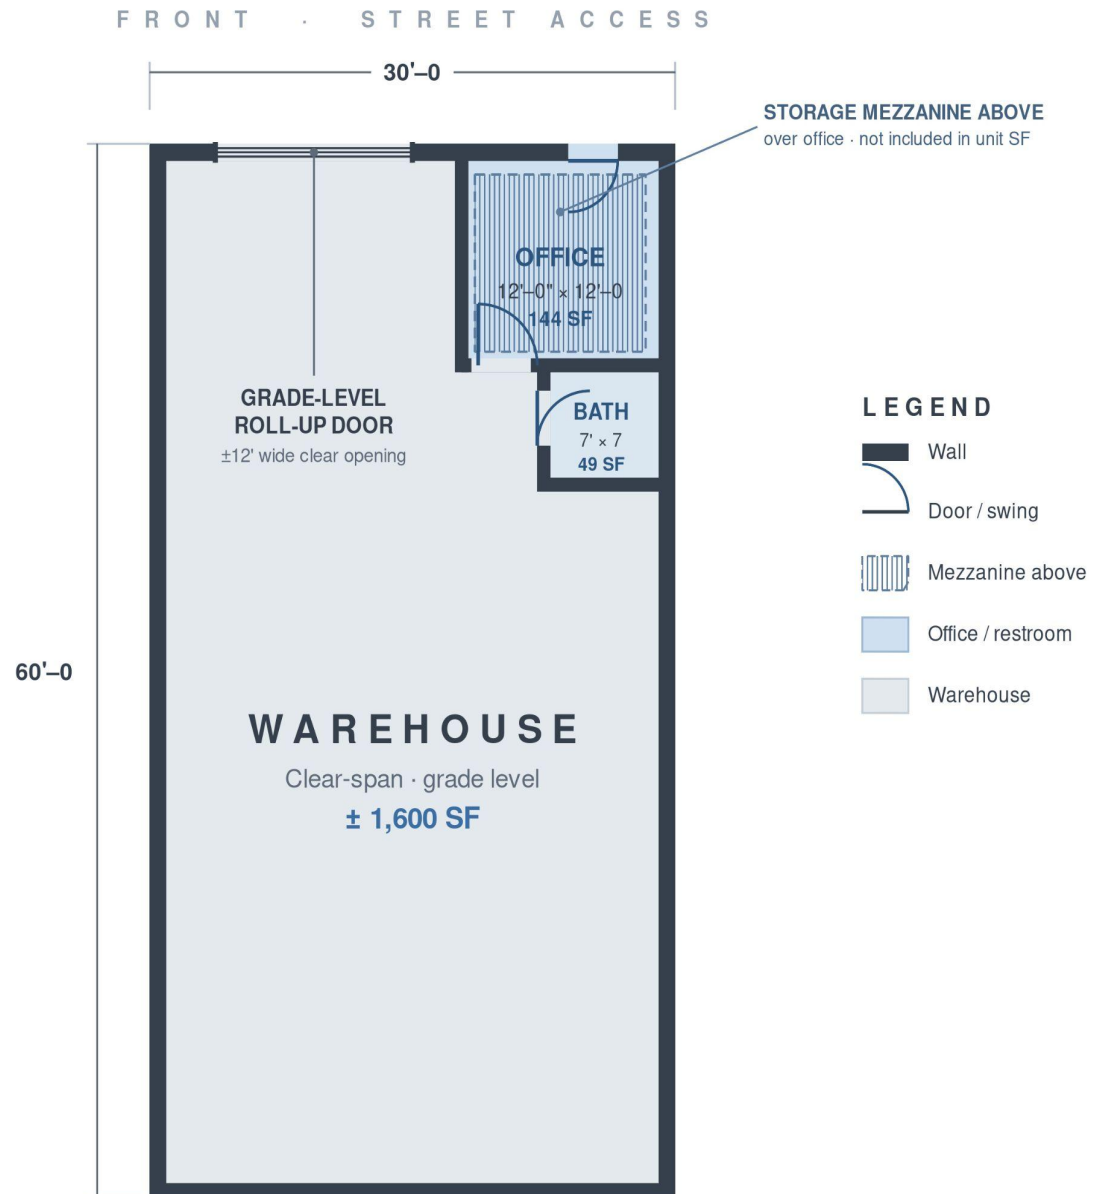 FRONT · STREET ACCESS
30'–0
STORAGE MEZZANINE ABOVE
over office · not included in unit SF
OFFICE
12'–0" × 12'–0
144 SF
GRADE-LEVEL
ROLL-UP DOOR
±12' wide clear opening
BATH
7' × 7
49 SF
LEGEND
Wall
Door / swing
Mezzanine above
Office / restroom
Warehouse
60'–0
WAREHOUSE
Clear-span · grade level
± 1,600 SF